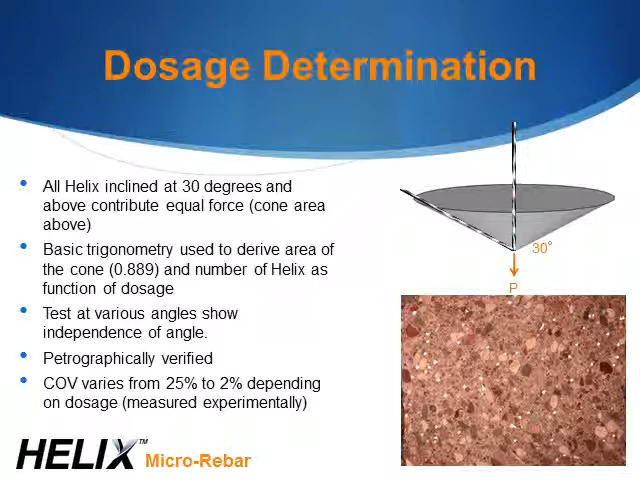 Dosage Determination
All Helix inclined at 30 degrees and
above contribute equal force (cone area
above)
Basic trigonometry used to derive area of
the cone (0.889) and number of Helix as
function of dosage
Test at various angles show
independence of angle.
Petrographically verified
COV varies from 25% to 2% depending
on dosage (measured experimentally)
30°
P
HELIX™
Micro-Rebar